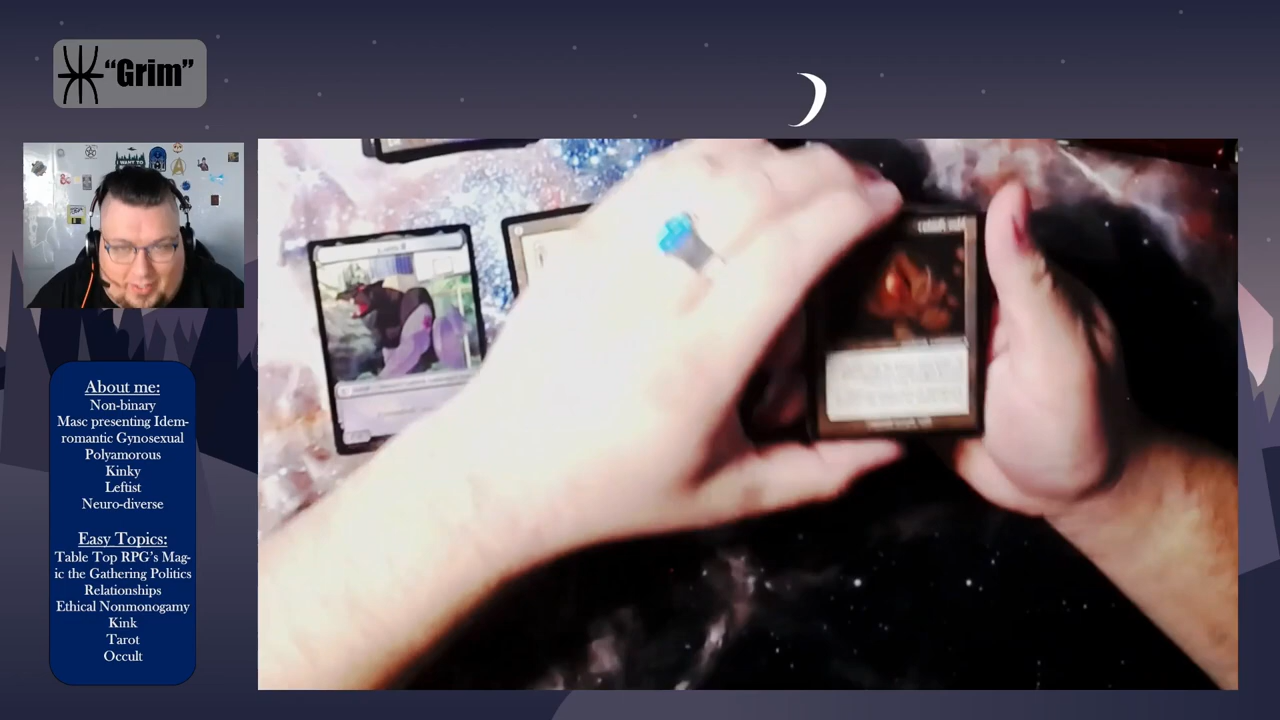 "Grim"
About me:
Non-binary
Masc presenting Idem-
romantic Gynosexual
Polyamorous
Kinky
Leftist
Neuro-diverse
Easy Topics:
Table Top RPG's Mag-
ic the Gathering Politics
Relationships
Ethical Nonmonogamy
Kink
Tarot
Occult